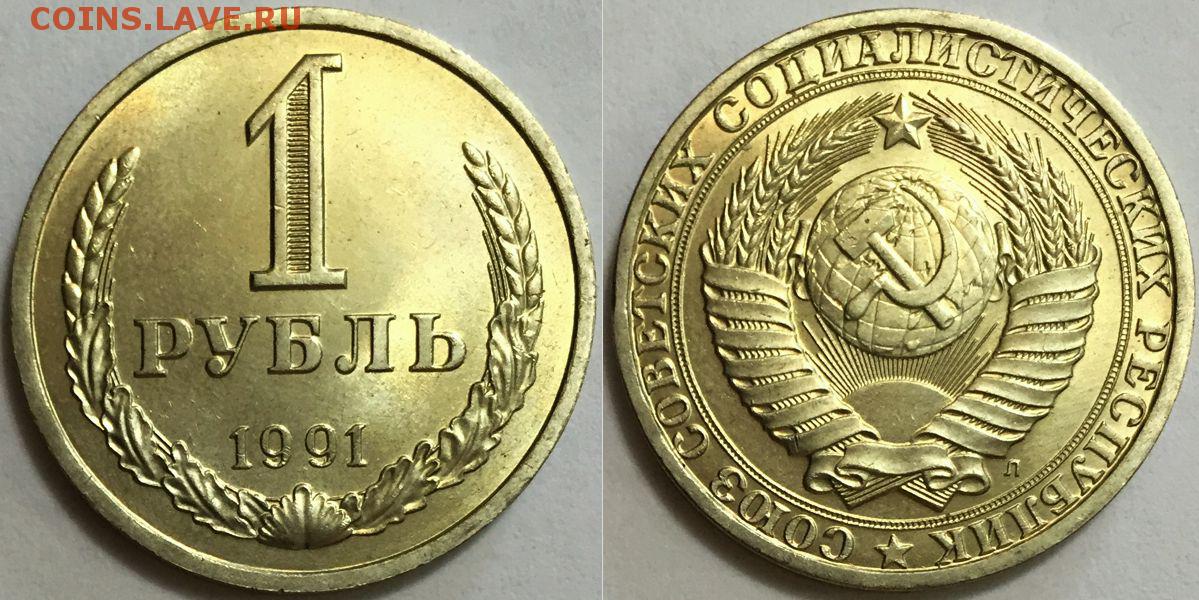 COINS.LAVE.RU
1
РУБЛЬ
1991
СОЮЗ СОВЕТСКИХ СОЦИАЛИСТИЧЕСКИХ РЕСПУБЛИК
Л